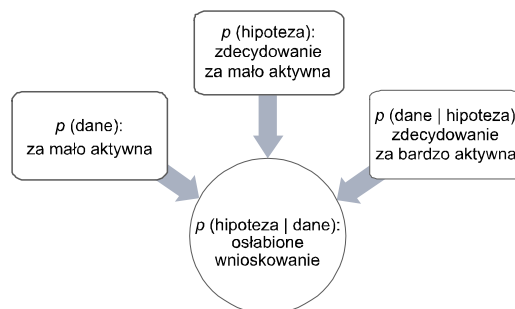 p (hipoteza):
zdecydowanie
za mało aktywna
p (dane):
za mało aktywna
p (dane | hipoteza)
zdecydowanie
za bardzo aktywna
p (hipoteza | dane):
osłabione
wnioskowanie